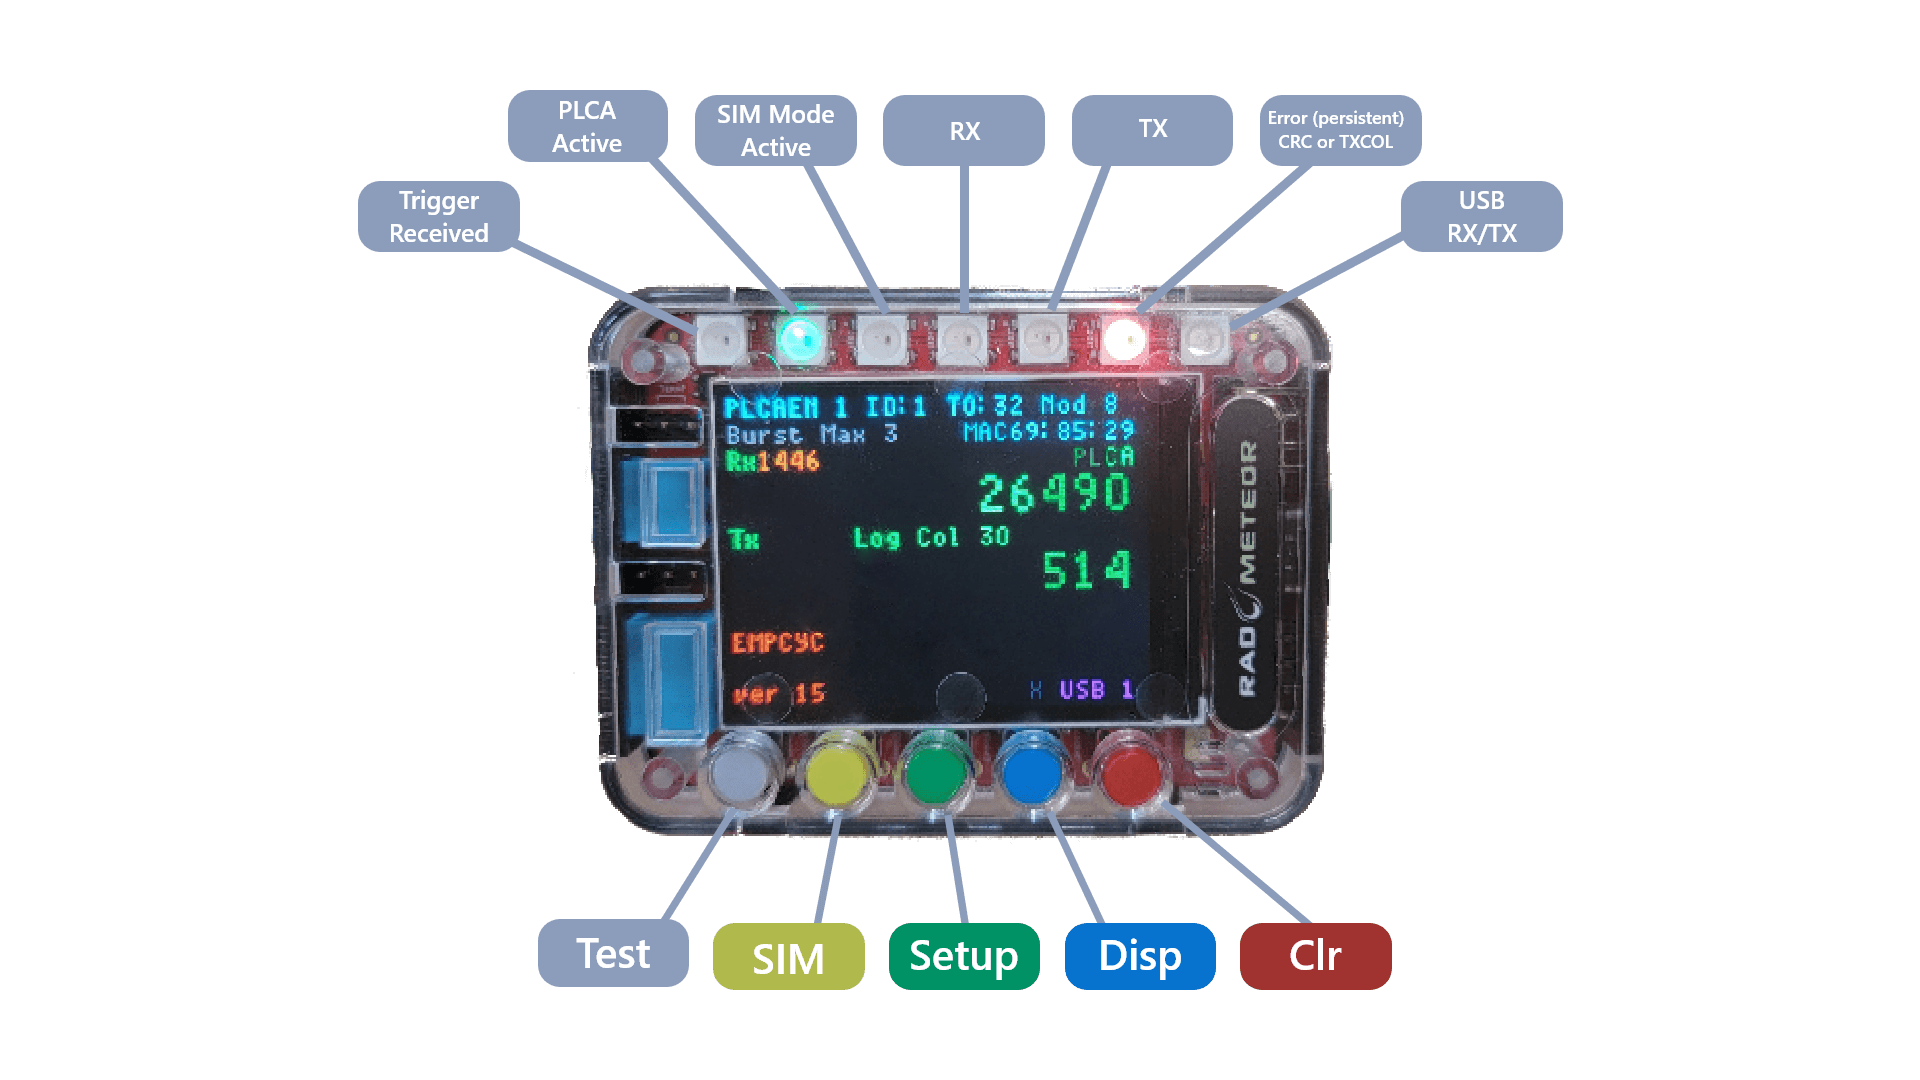 PLCA
Active
SIM Mode
Active
RX
TX
Error (persistent)
CRC or TXCOL
Trigger
Received
USB
RX/TX
PLCAEN 1 ID:1 TO:32 Nod 8
Burst Max 3 MAC69:85:29
Rx1446 PLCA
26490
Tx Log Col 30
514
EMPCYC
ver 15 X USB 1
RAD METEOR
Test
SIM
Setup
Disp
Clr